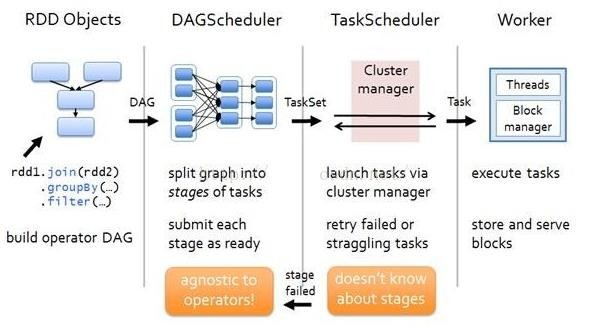 RDD Objects
DAG
rdd1.join(rdd2)
.groupBy(…)
.filter(…)
build operator DAG
DAGScheduler
TaskSet
split graph into
stages of tasks
submit each
stage as ready
agnostic to
operators!
TaskScheduler
Cluster
manager
Task
launch tasks via
cluster manager
retry failed or
straggling tasks
doesn't know
about stages
stage
failed
Worker
Threads
Block
manager
execute tasks
store and serve
blocks